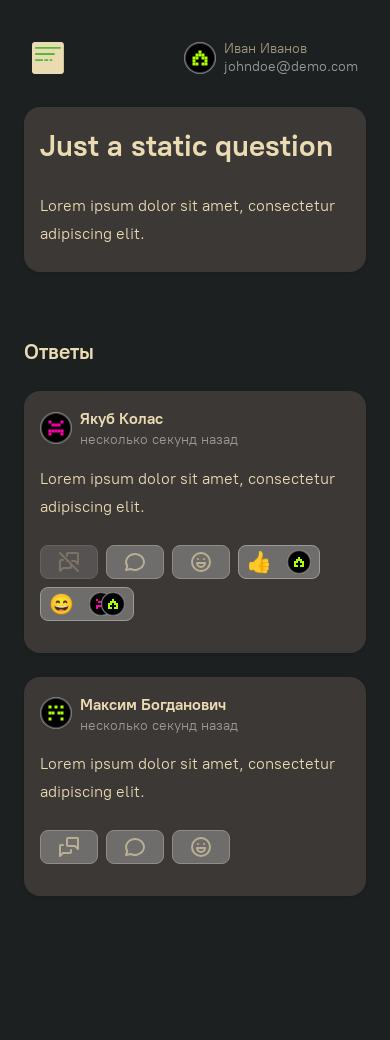 Иван Иванов
johndoe@demo.com
Just a static question
Lorem ipsum dolor sit amet, consectetur
adipiscing elit.
Ответы
Якуб Колас
несколько секунд назад
Lorem ipsum dolor sit amet, consectetur
adipiscing elit.
Максим Богданович
несколько секунд назад
Lorem ipsum dolor sit amet, consectetur
adipiscing elit.